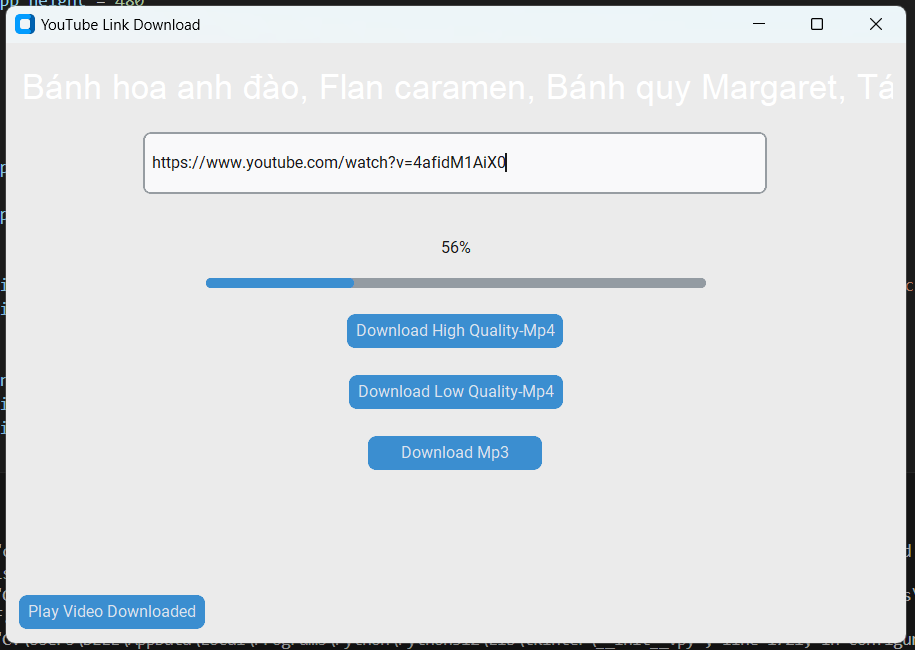 YouTube Link Download
Bánh hoa anh đào, Flan caramen, Bánh quy Margaret, Tá
https://www.youtube.com/watch?v=4afidM1AiX0
56%
Download High Quality-Mp4
Download Low Quality-Mp4
Download Mp3
Play Video Downloaded